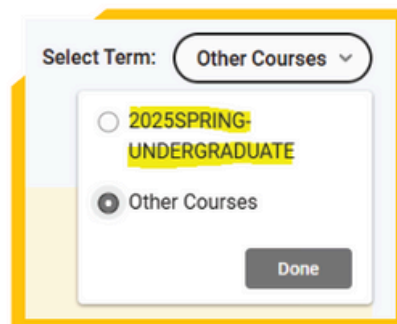 Select Term: Other Courses
2025SPRING-
UNDERGRADUATE
Other Courses
Done